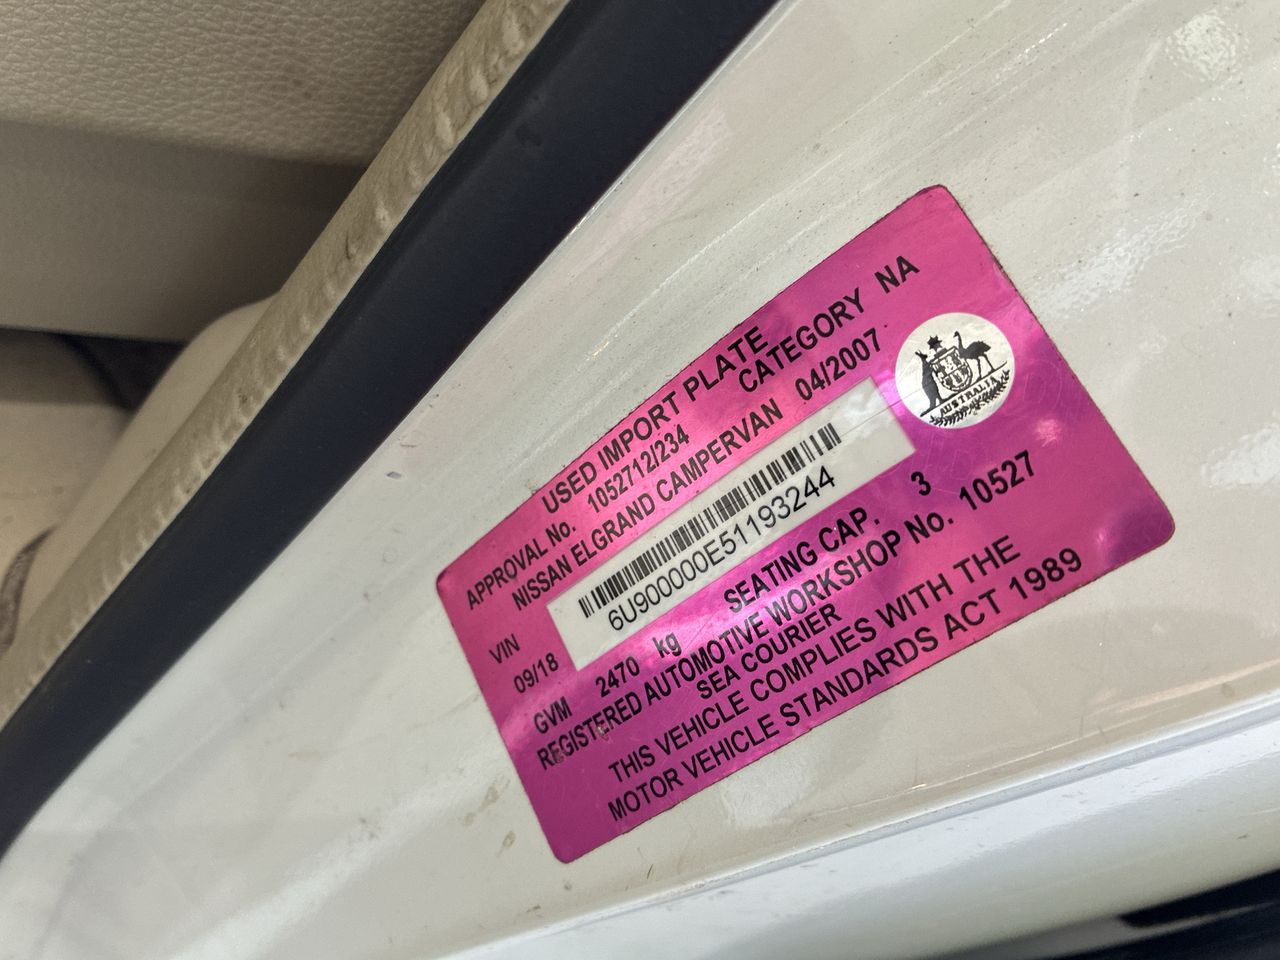 USED IMPORT PLATE
APPROVAL No. 1052712/234 CATEGORY NA
NISSAN ELGRAND CAMPERVAN 04/2007
VIN 6U900000E51193244
AUSTRALIA
09/18
GVM 2470 kg SEATING CAP. 3
REGISTERED AUTOMOTIVE WORKSHOP No. 10527
SEA COURIER
THIS VEHICLE COMPLIES WITH THE
MOTOR VEHICLE STANDARDS ACT 1989